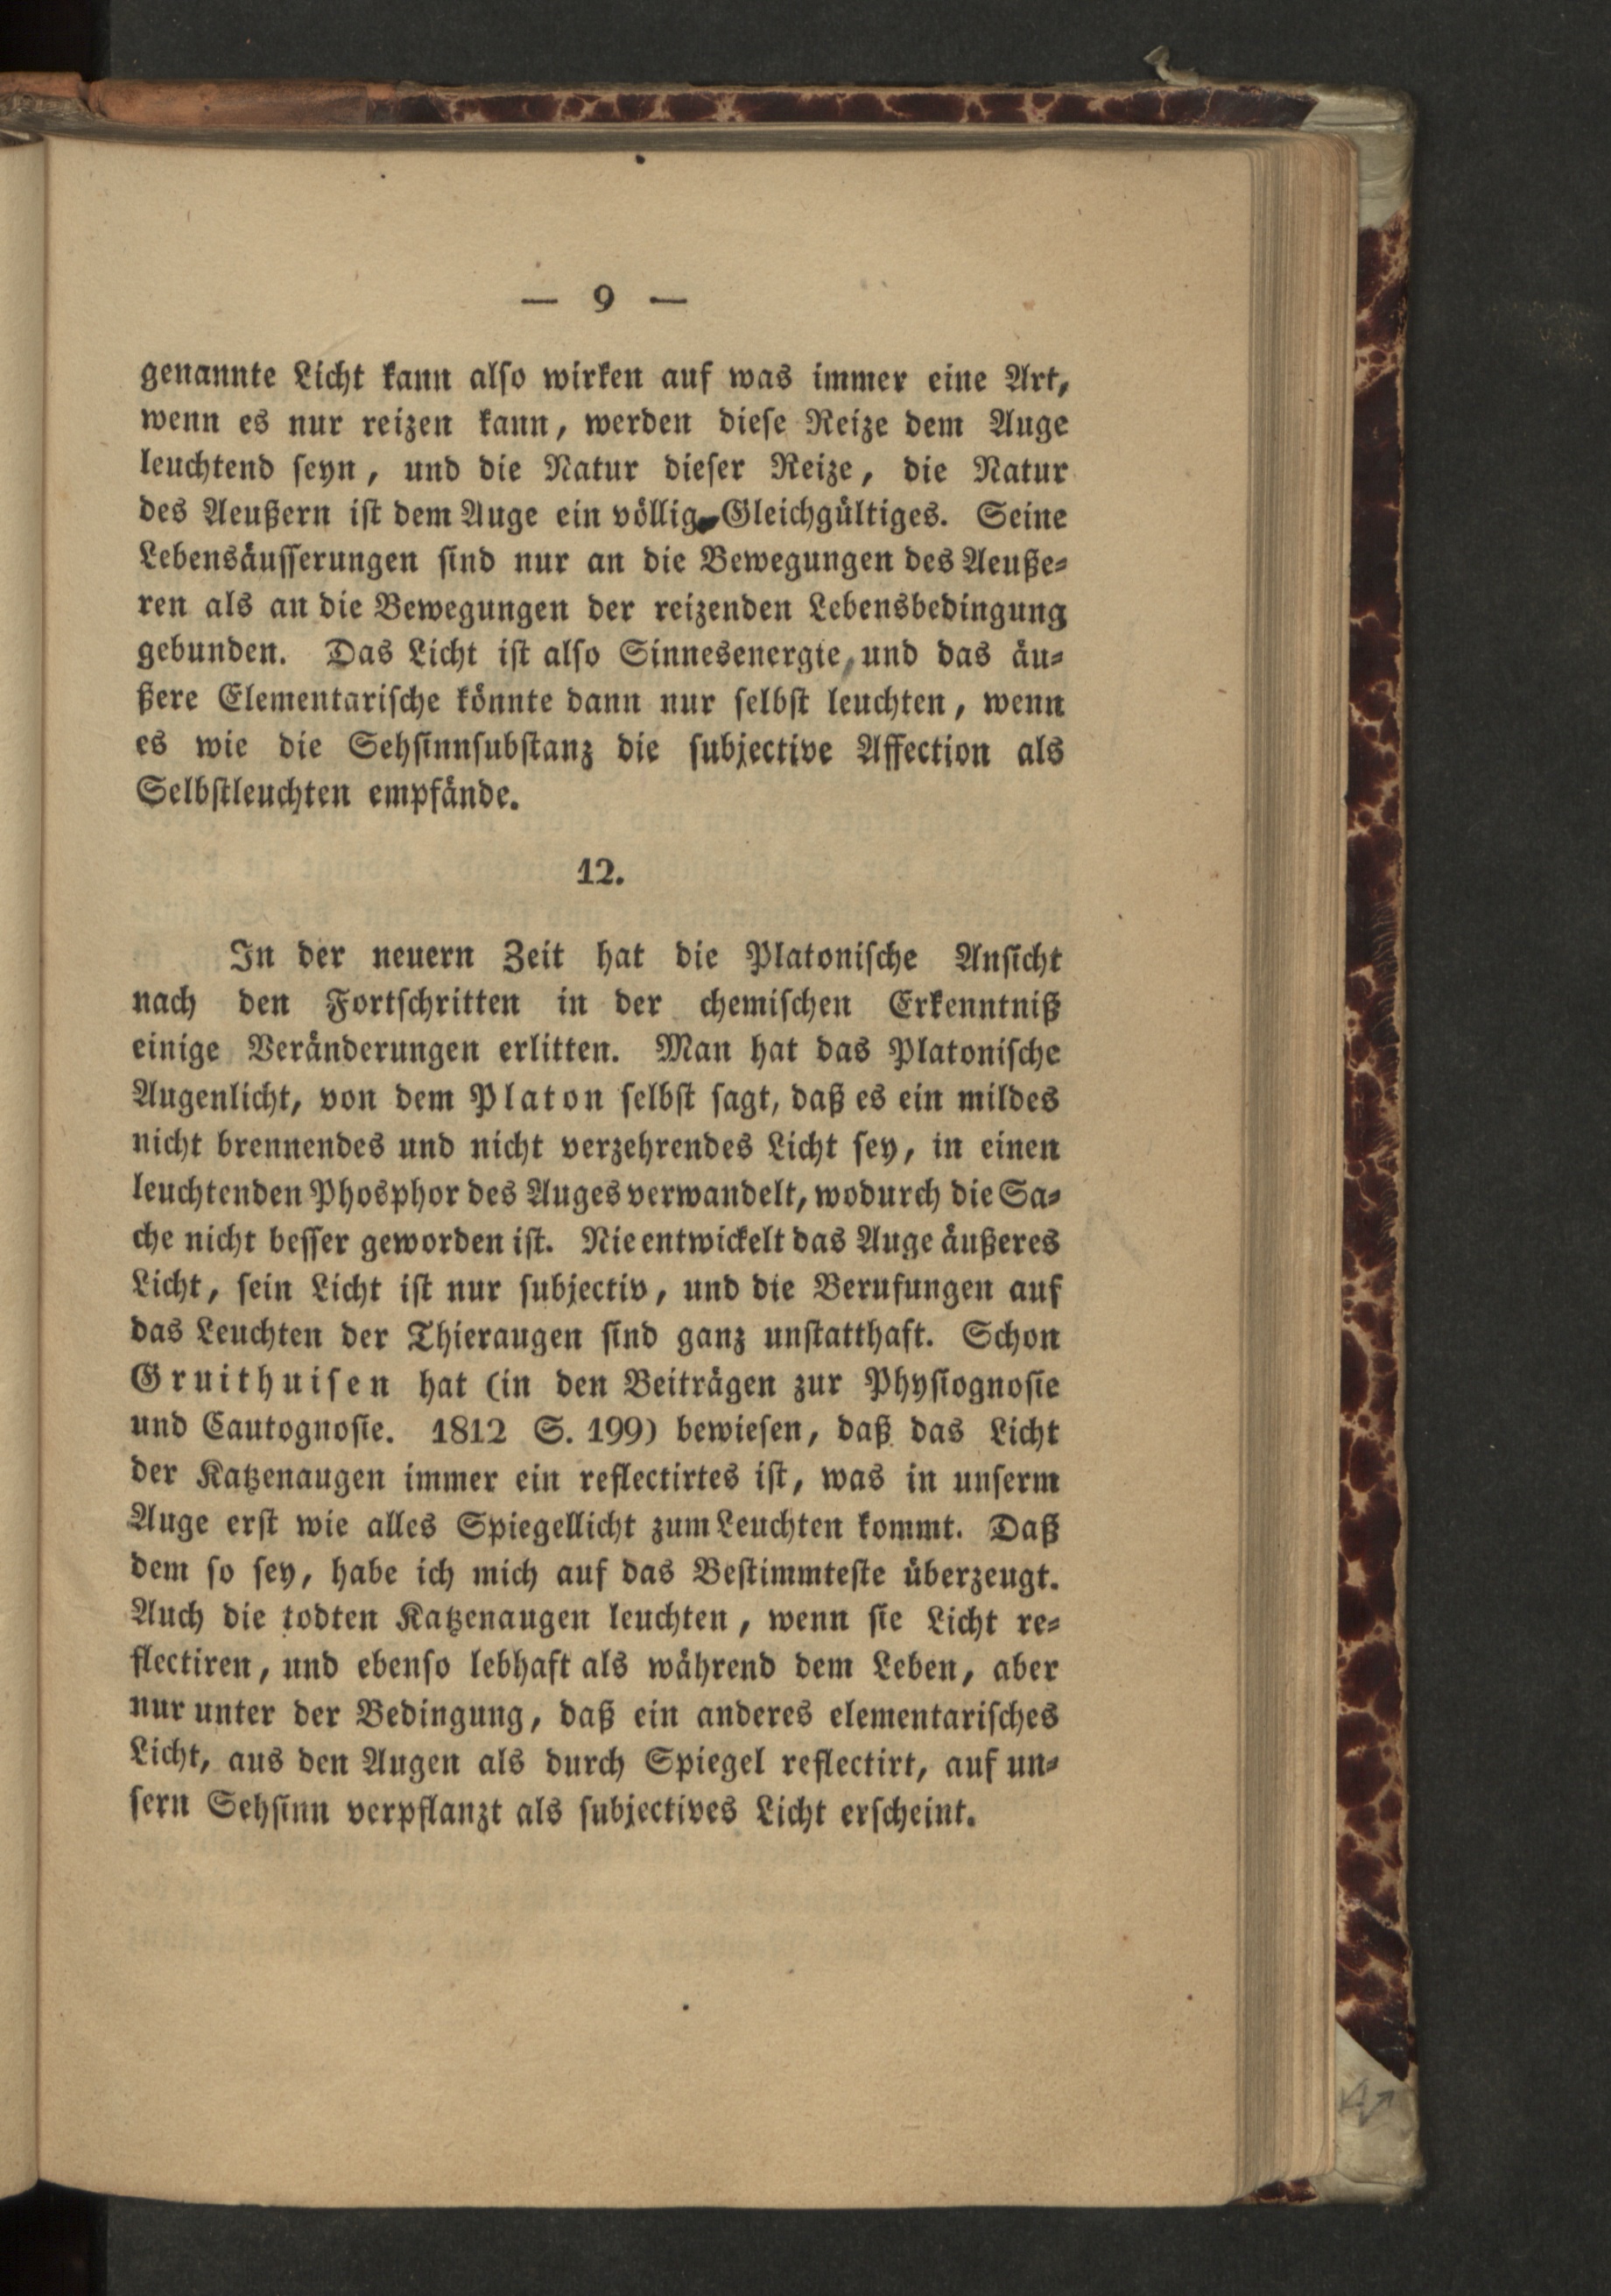 — 9 —
genannte Licht kann also wirken auf was immer eine Art,
wenn es nur reizen kann, werden diese Reize dem Auge
leuchtend seyn, und die Natur dieser Reize, die Natur
des Aeußern ist dem Auge ein völlig Gleichgültiges. Seine
Lebensäusserungen sind nur an die Bewegungen des Aeuße-
ren als an die Bewegungen der reizenden Lebensbedingung
gebunden. Das Licht ist also Sinnesenergie, und das äu-
ßere Elementarische könnte dann nur selbst leuchten, wenn
es wie die Sehsinnsubstanz die subjective Affection als
Selbstleuchten empfände.
12.
In der neuern Zeit hat die Platonische Ansicht
nach den Fortschritten in der chemischen Erkenntniß
einige Veränderungen erlitten. Man hat das Platonische
Augenlicht, von dem Platon selbst sagt, daß es ein mildes
nicht brennendes und nicht verzehrendes Licht sey, in einen
leuchtenden Phosphor des Auges verwandelt, wodurch die Sa-
che nicht besser geworden ist. Nie entwickelt das Auge äußeres
Licht, sein Licht ist nur subjectiv, und die Berufungen auf
das Leuchten der Thieraugen sind ganz unstatthaft. Schon
Gruithuisen hat (in den Beiträgen zur Physiognosie
und Eautognosie. 1812 S. 199) bewiesen, daß das Licht
der Katzenaugen immer ein reflectirtes ist, was in unserm
Auge erst wie alles Spiegellicht zum Leuchten kommt. Daß
dem so sey, habe ich mich auf das Bestimmteste überzeugt.
Auch die todten Katzenaugen leuchten, wenn sie Licht re-
flectiren, und ebenso lebhaft als während dem Leben, aber
nur unter der Bedingung, daß ein anderes elementarisches
Licht, aus den Augen als durch Spiegel reflectirt, auf un-
sern Sehsinn verpflanzt als subjectives Licht erscheint.